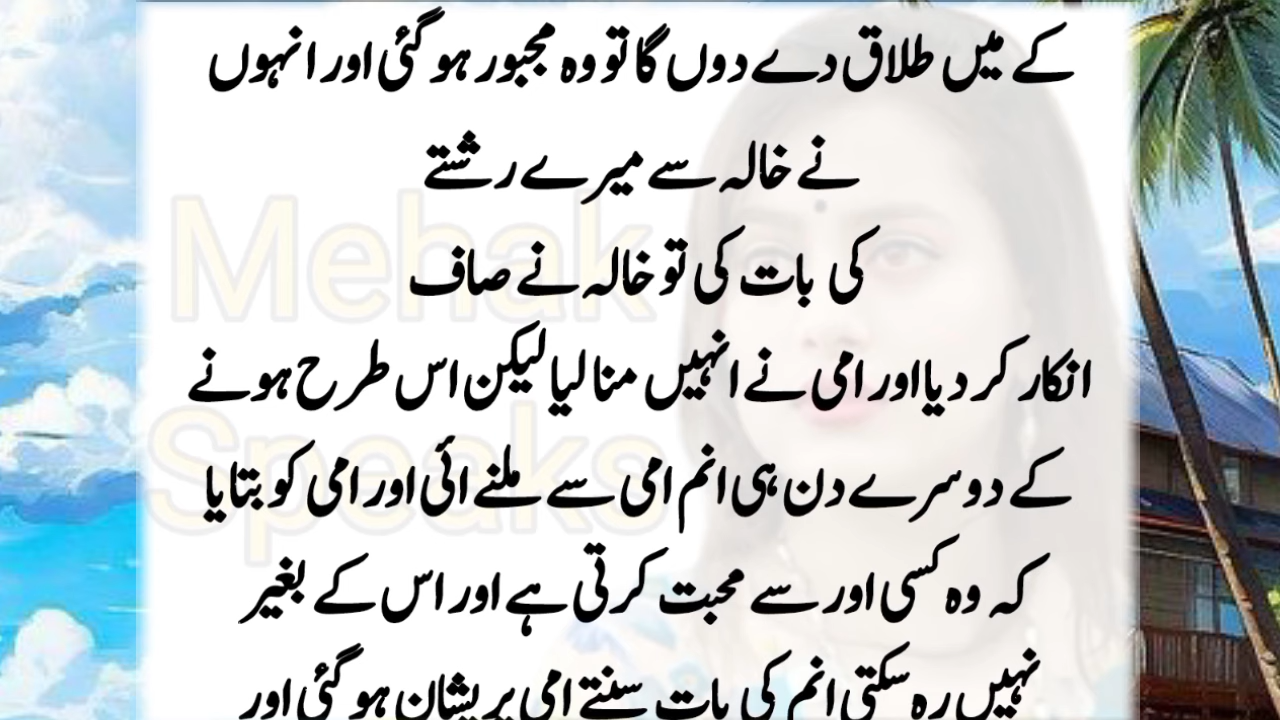 کے میں طلاق دے دوں گا تو وہ مجبور ہو گئی اور انہوں
نے خالہ سے میرے رشتے
کی بات کی تو خالہ نے صاف
انکار کر دیا اور امی نے انہیں منا لیا لیکن اس طرح ہونے
کے دوسرے دن ہی انم امی سے ملنے ائی اور امی کو بتایا
کہ وہ کسی اور سے محبت کرتی ہے اور اس کے بغیر
نہیں رہ سکتی انم کی بات سنتے امی پریشان ہو گئی اور
Mehak
Speaks